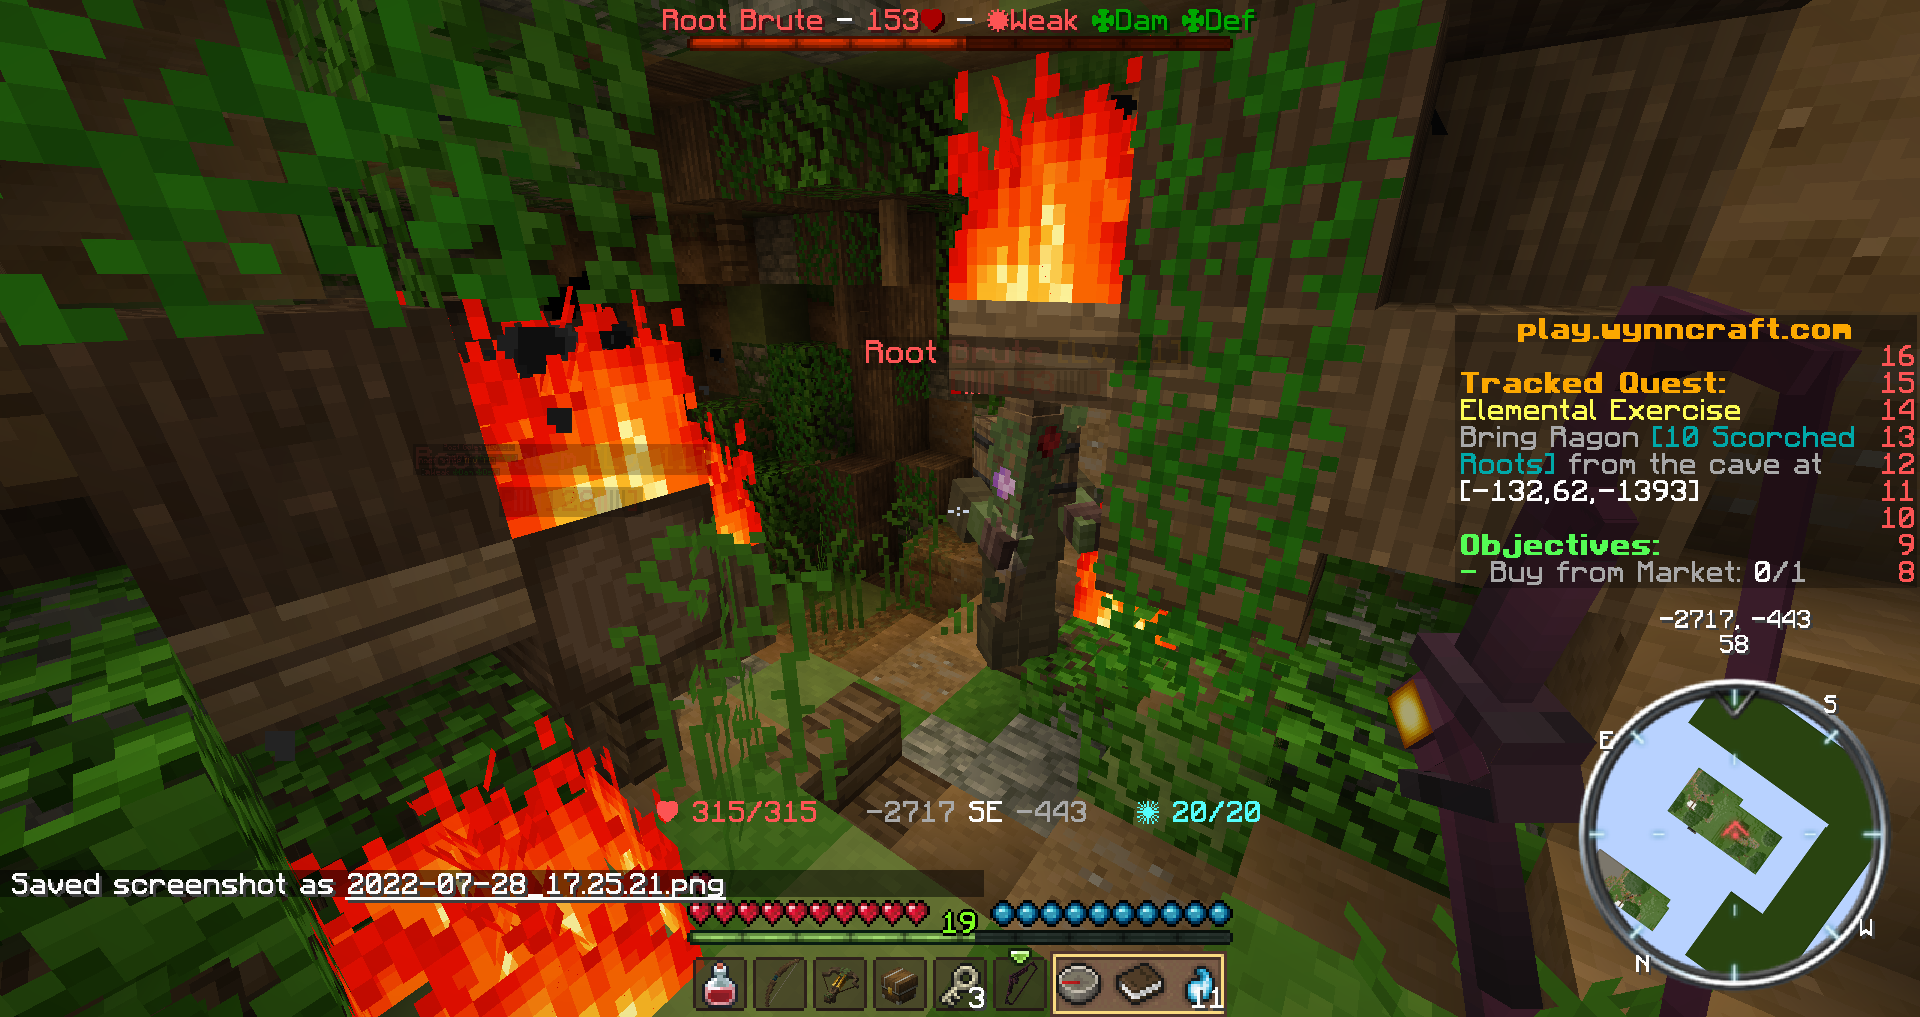 Root Brute - 153 - Weak Dam Def
Root
play.wynncraft.com
16
Tracked Quest: 15
Elemental Exercise 14
Bring Ragon [10 Scorched 13
Roots] from the cave at 12
[-132,62,-1393] 11
10
Objectives: 9
- Buy from Market: 0/1 8
-2717, -443
58
S
E
W
N
315/315 -2717 SE -443 20/20
Saved screenshot as 2022-07-28_17.25.21.png
19
3
11